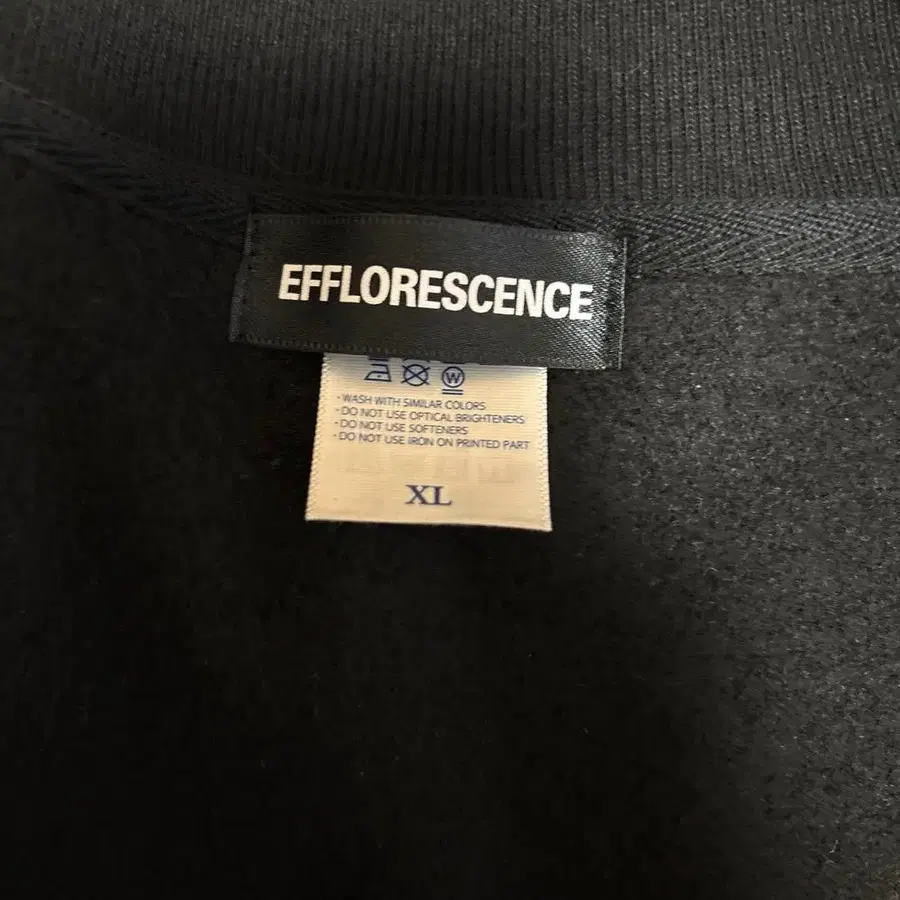 EFFLORESCENCE
W
• WASH WITH SIMILAR COLORS
• DO NOT USE OPTICAL BRIGHTENERS
• DO NOT USE SOFTENERS
• DO NOT USE IRON ON PRINTED PART
XL